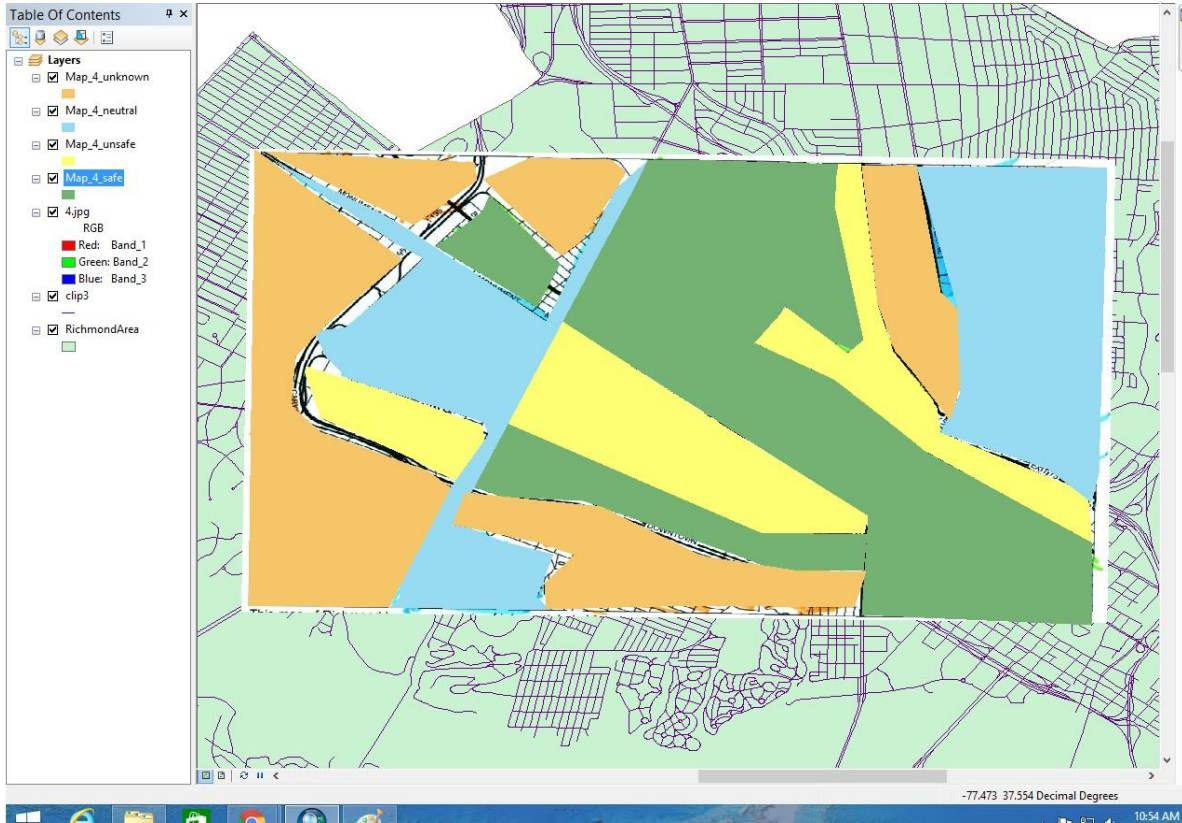 Table Of Contents
Layers
Map_4_unknown
Map_4_neutral
Map_4_unsafe
Map_4_safe
4.jpg
RGB
Red: Band_1
Green: Band_2
Blue: Band_3
clip3
RichmondArea
DOWNTOWN
-77.473 37.554 Decimal Degrees
10:54 AM